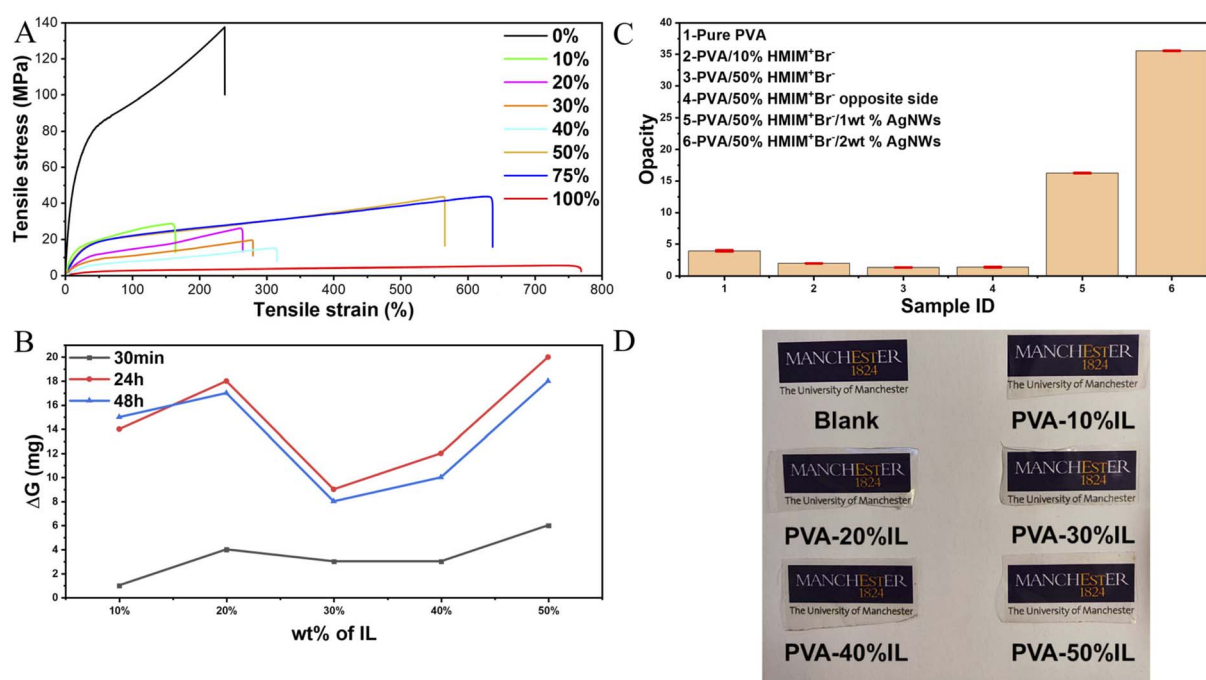 A
Tensile stress (MPa)
140
120
100
80
60
40
20
0
0 100 200 300 400 500 600 700 800
Tensile strain (%)
0%
10%
20%
30%
40%
50%
75%
100%
C
Opacity
40
35
30
25
20
15
10
5
0
1-Pure PVA
2-PVA/10% HMIM⁺Br⁻
3-PVA/50% HMIM⁺Br⁻
4-PVA/50% HMIM⁺Br⁻ opposite side
5-PVA/50% HMIM⁺Br⁻/1wt % AgNWs
6-PVA/50% HMIM⁺Br⁻/2wt % AgNWs
1 2 3 4 5 6
Sample ID
B
ΔG (mg)
20
18
16
14
12
10
8
6
4
2
0
30min
24h
48h
10% 20% 30% 40% 50%
wt% of IL
D
MANCHESTER
1824
The University of Manchester
Blank
MANCHESTER
1824
The University of Manchester
PVA-10%IL
MANCHESTER
1824
The University of Manchester
PVA-20%IL
MANCHESTER
1824
The University of Manchester
PVA-30%IL
MANCHESTER
1824
The University of Manchester
PVA-40%IL
MANCHESTER
1824
The University of Manchester
PVA-50%IL